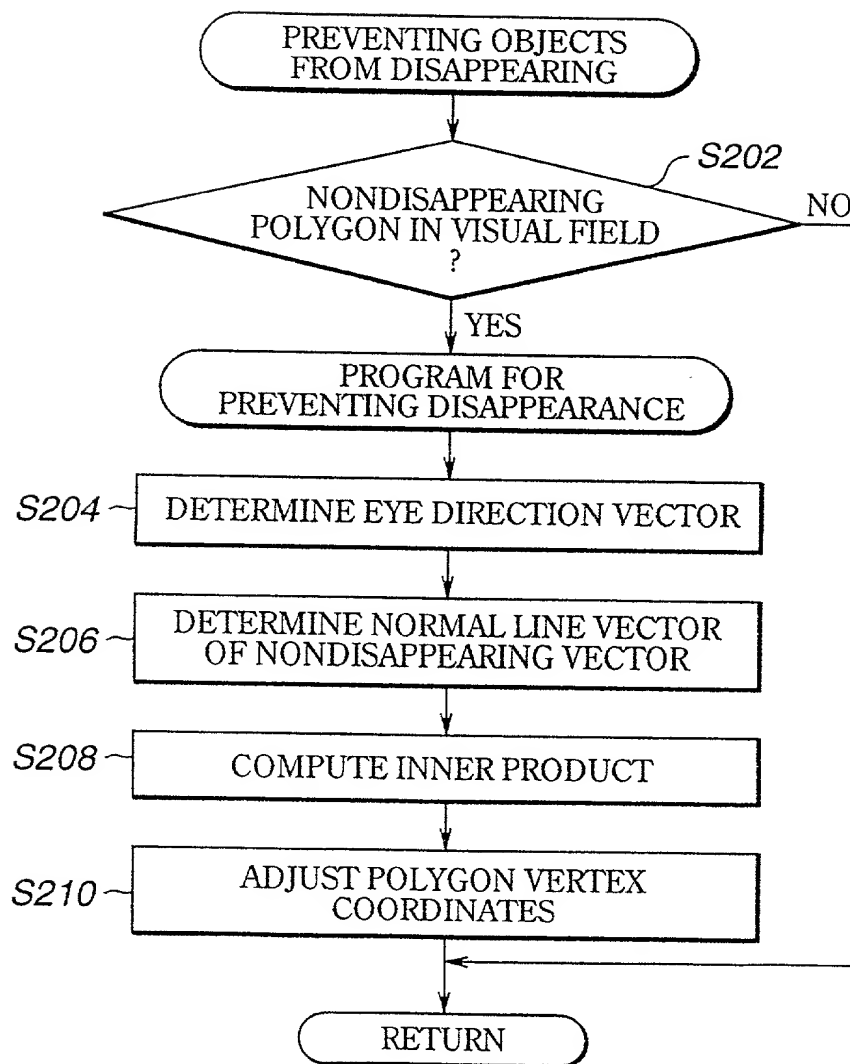 PREVENTING OBJECTS
FROM DISAPPEARING
S202
NONDISAPPEARING
POLYGON IN VISUAL FIELD
?
NO
YES
PROGRAM FOR
PREVENTING DISAPPEARANCE
S204
DETERMINE EYE DIRECTION VECTOR
S206
DETERMINE NORMAL LINE VECTOR
OF NONDISAPPEARING VECTOR
S208
COMPUTE INNER PRODUCT
S210
ADJUST POLYGON VERTEX
COORDINATES
RETURN